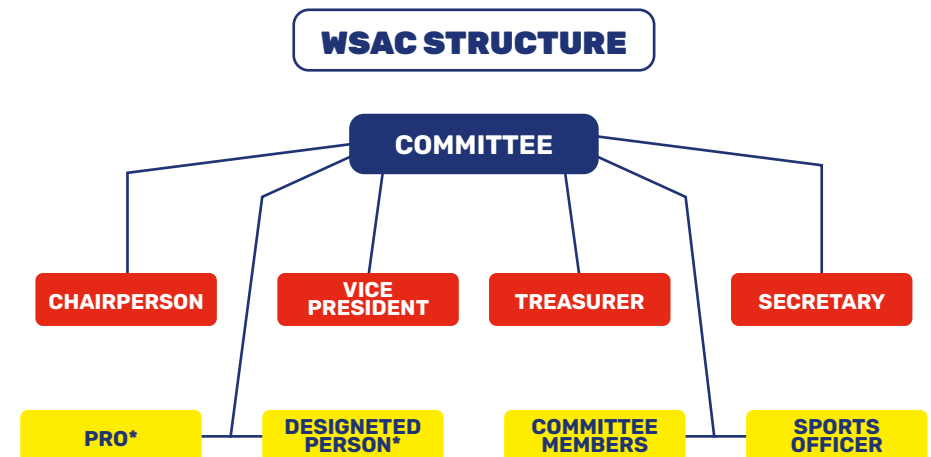 WSAC STRUCTURE
COMMITTEE
CHAIRPERSON
VICE
PRESIDENT
TREASURER
SECRETARY
PRO*
DESIGNETED
PERSON*
COMMITTEE
MEMBERS
SPORTS
OFFICER